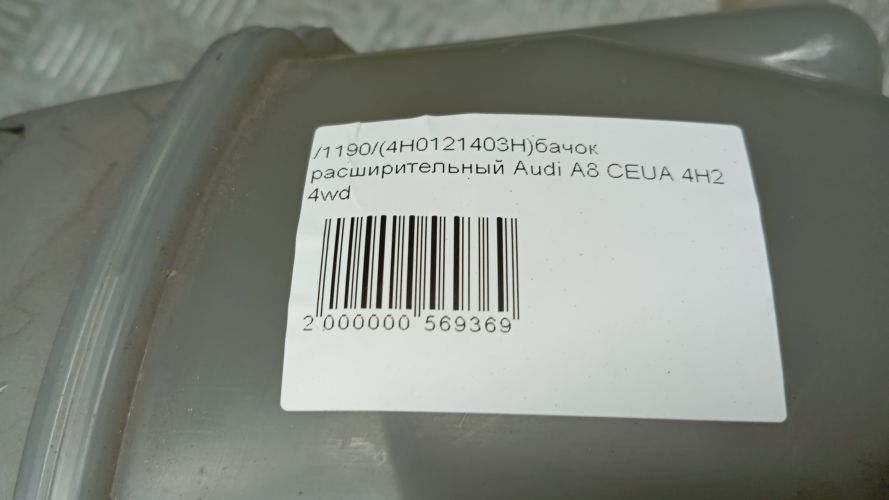 /1190/(4H0121403H)бачок
расширительный Audi A8 CEUA 4H2
4wd
2 000000 569369